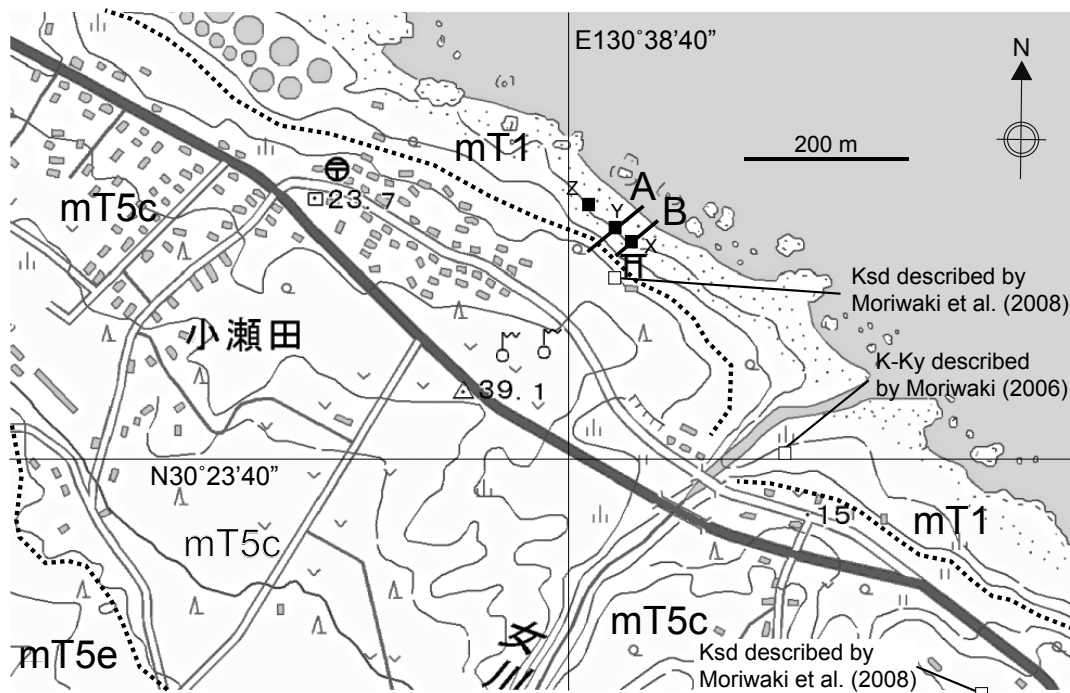 E130°38'40"
N
200 m
mT1
Z
A
Y
B
X
23.7
mT5c
Ksd described by
Moriwaki et al. (2008)
小瀬田
K-Ky described
by Moriwaki (2006)
39.1
N30°23'40"
15
mT1
mT5c
mT5e
mT5c
女川
Ksd described by
Moriwaki et al. (2008)